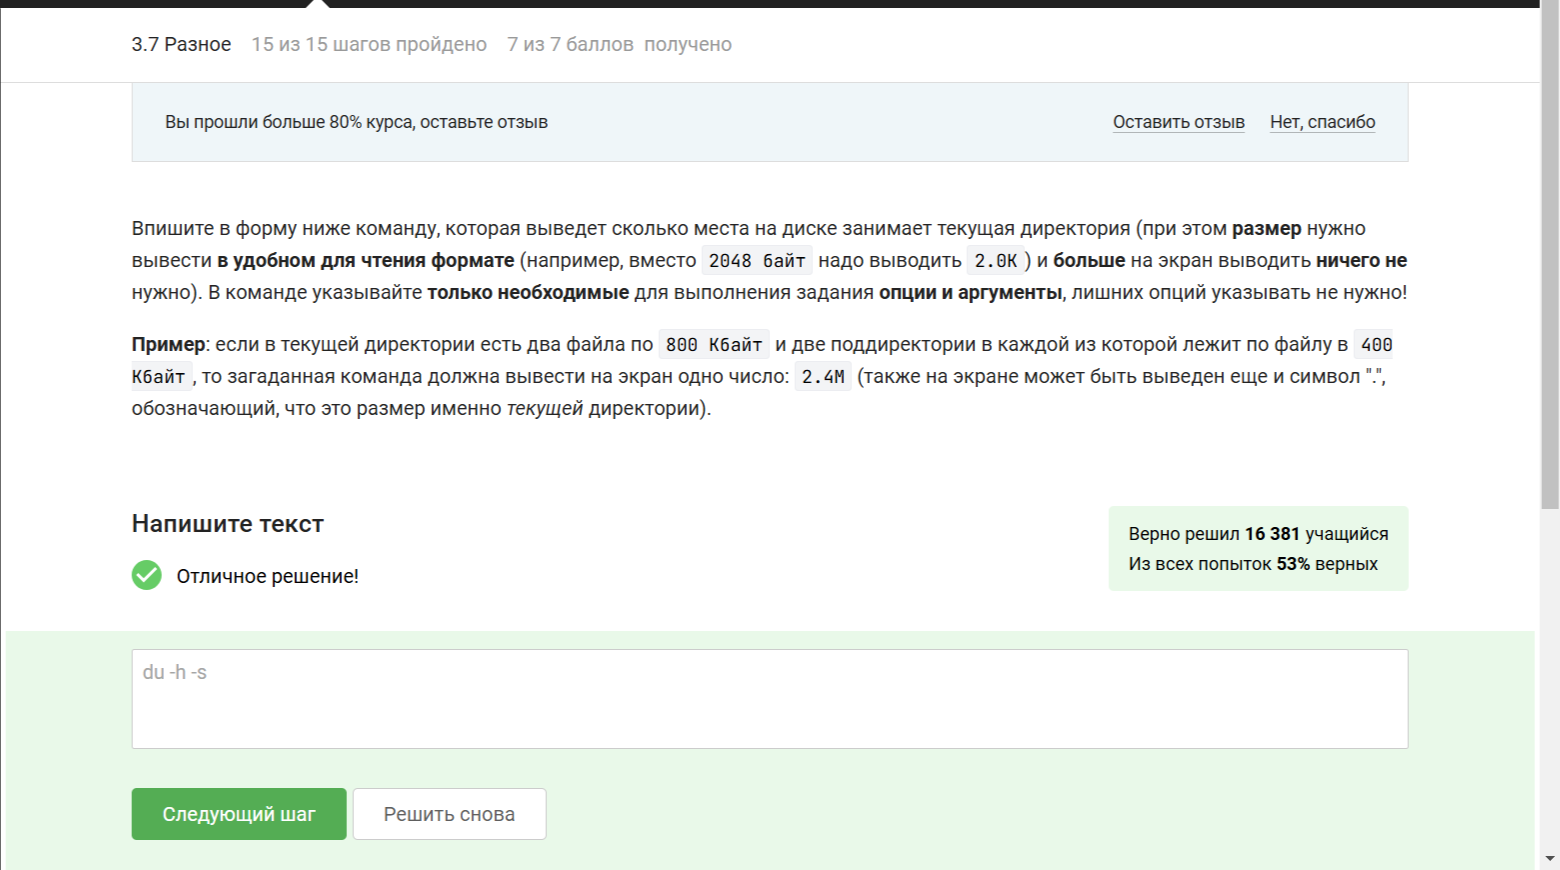 3.7 Разное 15 из 15 шагов пройдено 7 из 7 баллов получено
Вы прошли больше 80% курса, оставьте отзыв Оставить отзыв Нет, спасибо
Впишите в форму ниже команду, которая выведет сколько места на диске занимает текущая директория (при этом размер нужно
вывести в удобном для чтения формате (например, вместо 2048 байт надо выводить 2.0K) и больше на экран выводить ничего не
нужно). В команде указывайте только необходимые для выполнения задания опции и аргументы, лишних опций указывать не нужно!
Пример: если в текущей директории есть два файла по 800 Кбайт и две поддиректории в каждой из которой лежит по файлу в 400
Кбайт, то загаданная команда должна вывести на экран одно число: 2.4M (также на экране может быть выведен еще и символ ".",
обозначающий, что это размер именно текущей директории).
Напишите текст
Отличное решение!
Верно решил 16 381 учащийся
Из всех попыток 53% верных
du -h -s
Следующий шаг Решить снова